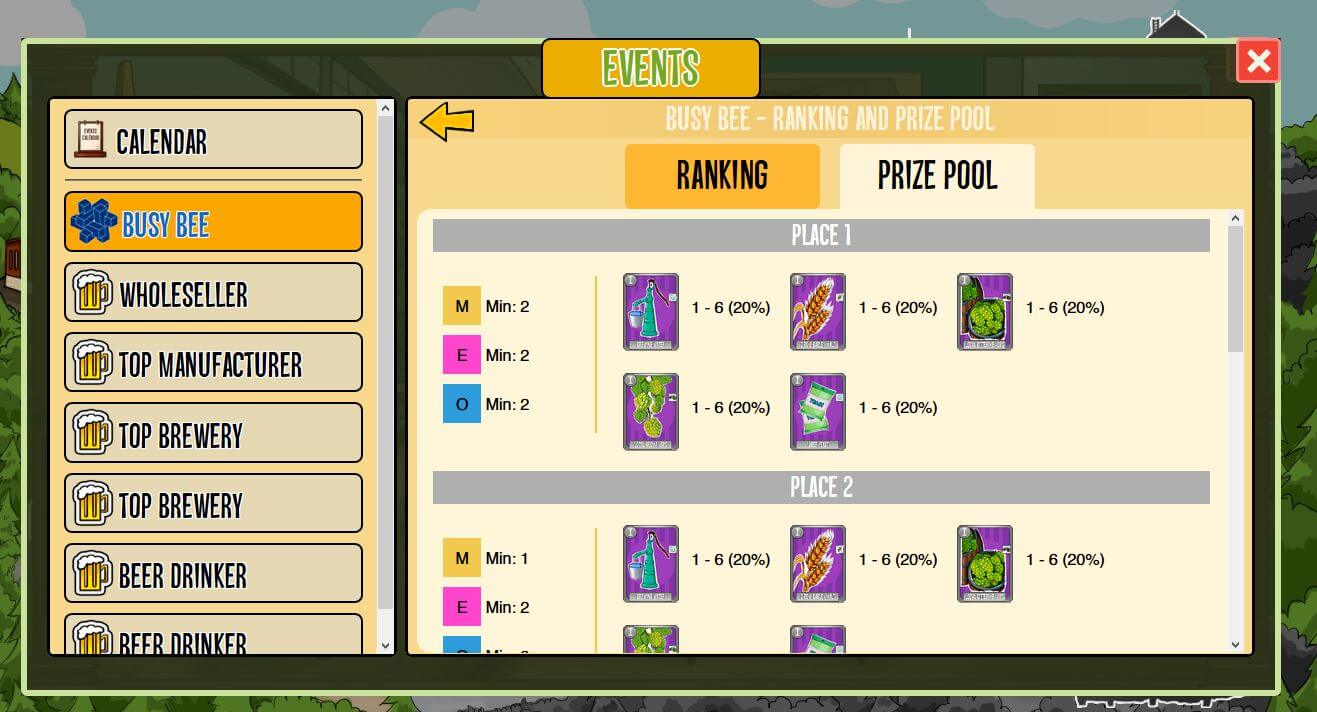 EVENTS
CALENDAR
BUSY BEE
WHOLESELLER
TOP MANUFACTURER
TOP BREWERY
TOP BREWERY
BEER DRINKER
BEER DRINKER
BUSY BEE - RANKING AND PRIZE POOL
RANKING
PRIZE POOL
PLACE 1
M Min: 2
E Min: 2
O Min: 2
1 - 6 (20%) 1 - 6 (20%) 1 - 6 (20%)
1 - 6 (20%) 1 - 6 (20%)
PLACE 2
M Min: 1
E Min: 2
1 - 6 (20%) 1 - 6 (20%) 1 - 6 (20%)